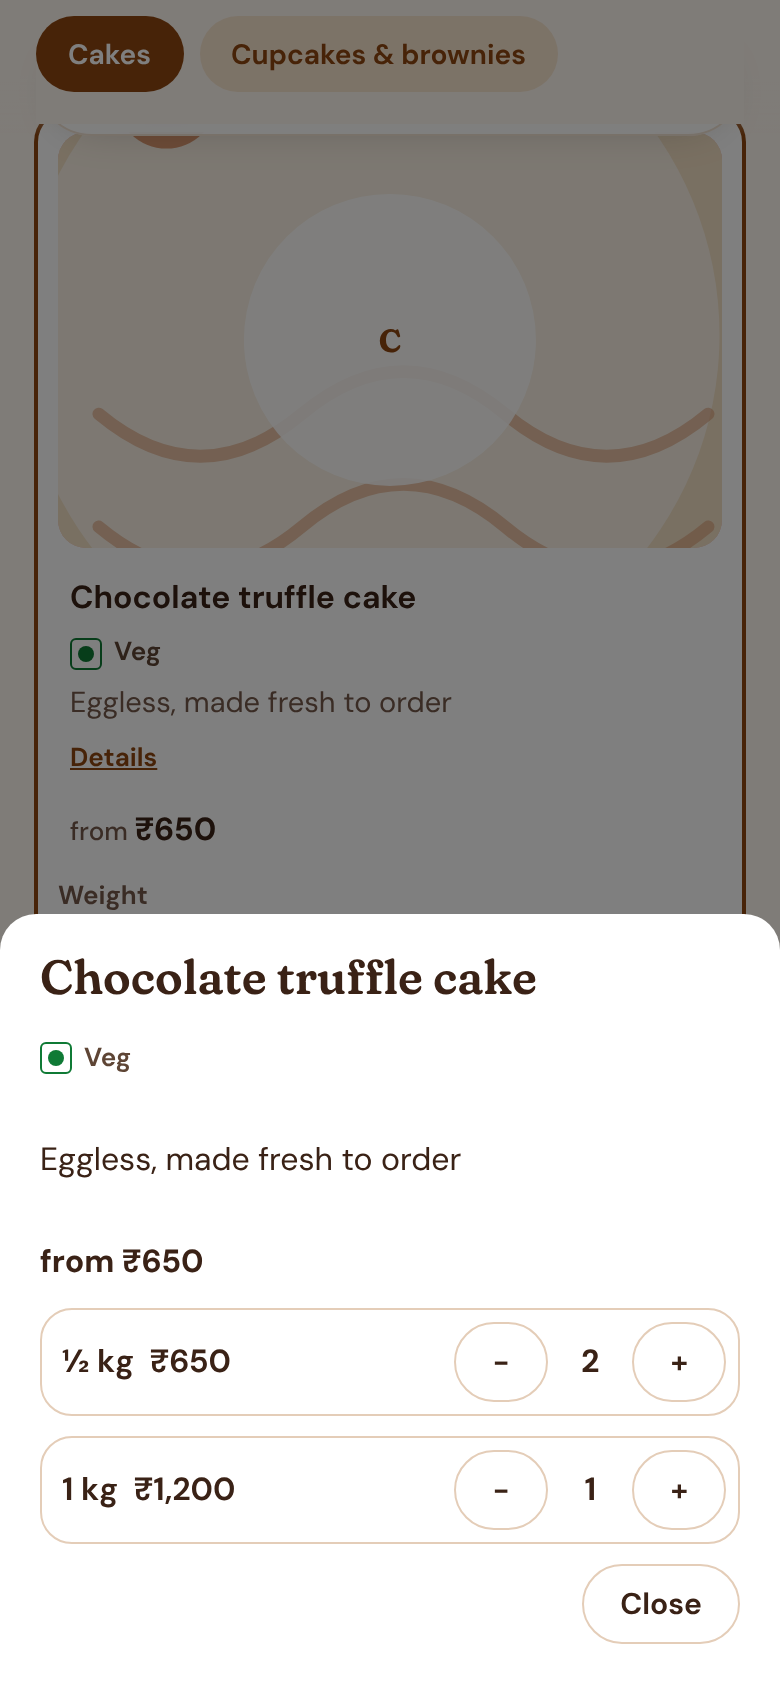 Cakes
Cupcakes & brownies
C
Chocolate truffle cake
Veg
Eggless, made fresh to order
Details
from ₹650
Weight
Chocolate truffle cake
Veg
Eggless, made fresh to order
from ₹650
½ kg ₹650 − 2 +
1 kg ₹1,200 − 1 +
Close